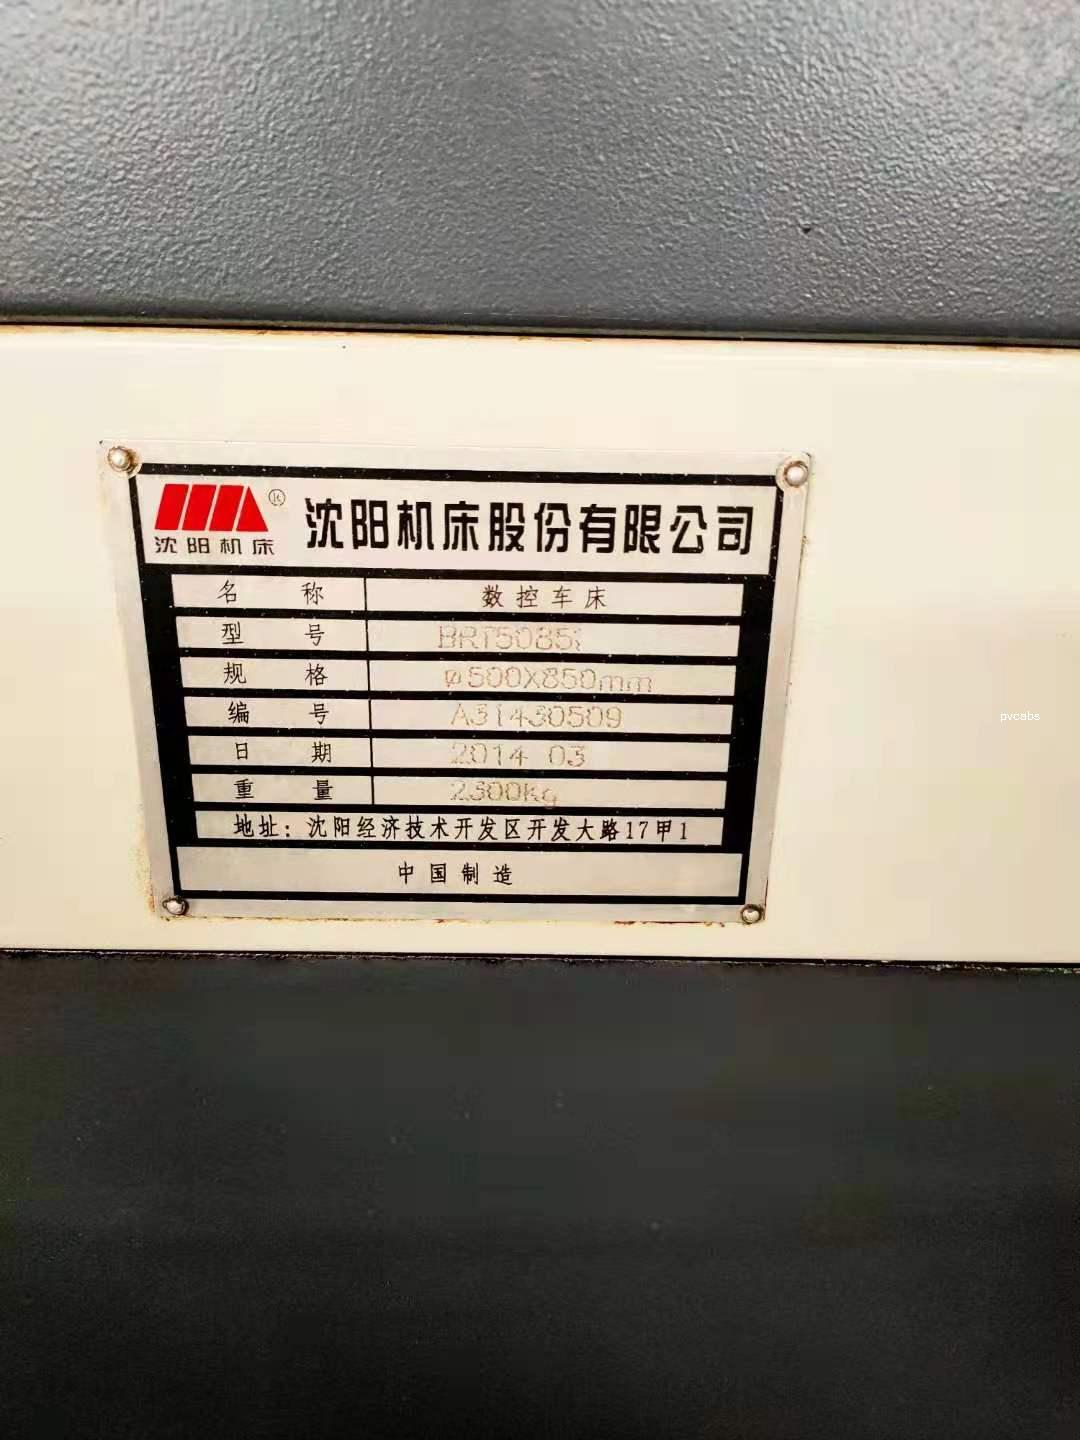 沈阳机床® 沈阳机床股份有限公司
名称 数控车床
型号 BRT5085i
规格 ø500X850mm
编号 A31430509
日期 2014 03
重量 2300Kg
地址：沈阳经济技术开发区开发大路17甲1
中国制造
pvcabs